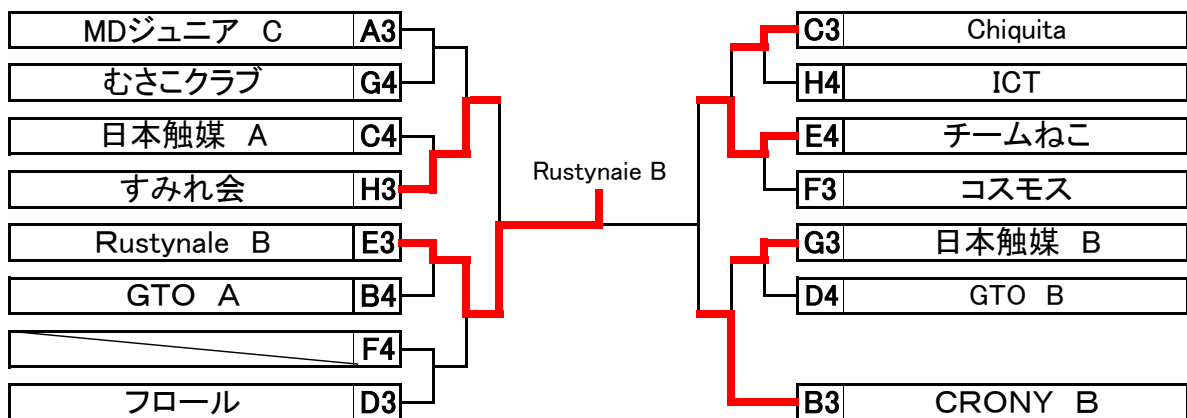 MDジュニア C A3
むさこクラブ G4
日本触媒 A C4
すみれ会 H3
Rustynale B E3
GTO A B4
F4
フロール D3
Rustynaie B
C3 Chiquita
H4 ICT
E4 チームねこ
F3 コスモス
G3 日本触媒 B
D4 GTO B
B3 CRONY B